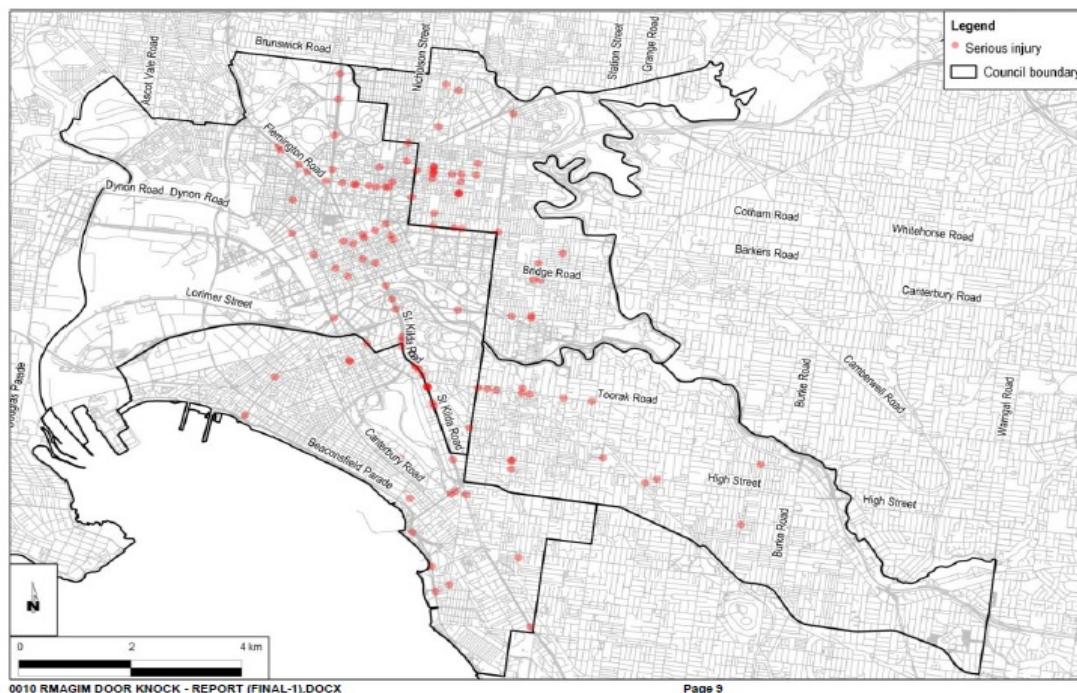 Legend
Serious injury
Council boundary
Brunswick Road
Nicholson Street
Station Street
Grange Road
Ascot Vale Road
Flemington Road
Dynon Road Dynon Road
Cotham Road
Whitehorse Road
Barkers Road
Bridge Road
Canterbury Road
Lorimer Street
St. Kilda Road
Camberwell Road
Burke Road
Warrigal Road
Douglas Parade
Toorak Road
St Kilda Road
Canterbury Road
Beaconsfield Parade
High Street
High Street
Burke Road
N
0 2 4 km
0010 RMAGIM DOOR KNOCK - REPORT (FINAL-1).DOCX Page 9